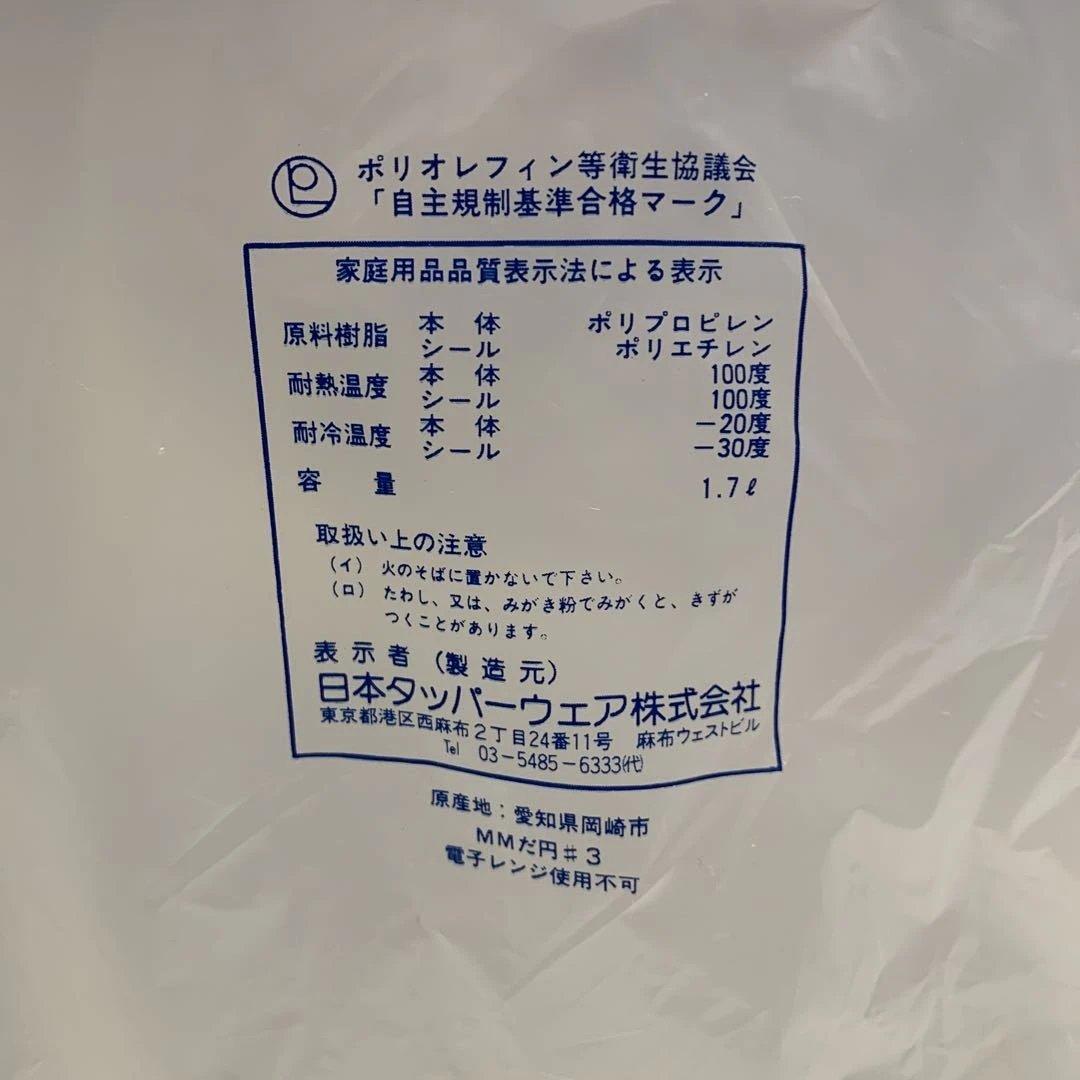 ポリオレフィン等衛生協議会
「自主規制基準合格マーク」
家庭用品品質表示法による表示
原料樹脂 本体 ポリプロピレン
シール ポリエチレン
耐熱温度 本体 100度
シール 100度
耐冷温度 本体 −20度
シール −30度
容量 1.7ℓ
取扱い上の注意
(イ) 火のそばに置かないで下さい。
(ロ) たわし、又は、みがき粉でみがくと、きずが
つくことがあります。
表示者 (製造元)
日本タッパーウェア株式会社
東京都港区西麻布2丁目24番11号 麻布ウェストビル
Tel 03−5485−6333(代)
原産地:愛知県岡崎市
MMだ円#3
電子レンジ使用不可